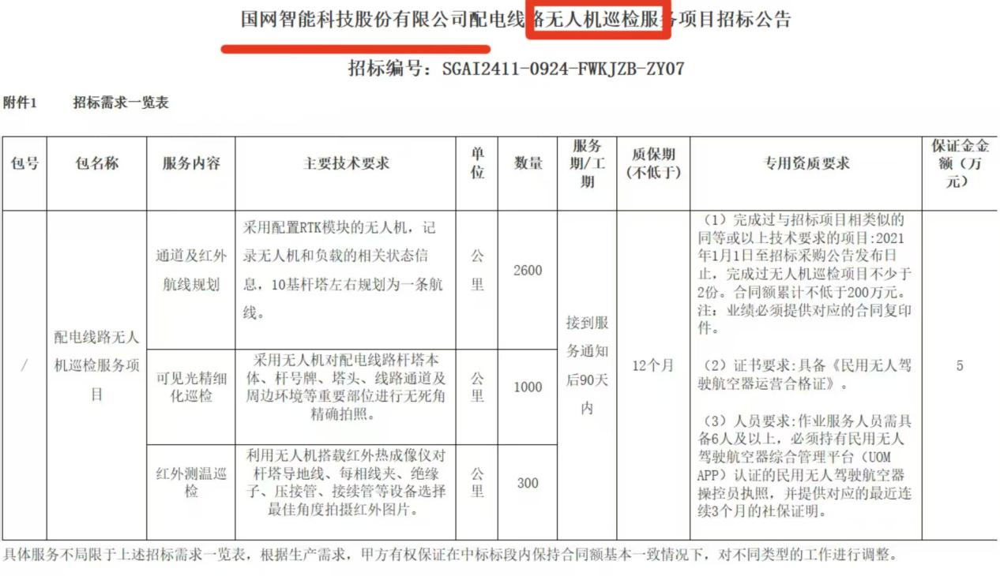 国网智能科技股份有限公司配电线路无人机巡检服务项目招标公告
招标编号：SGAI2411-0924-FWKJZB-ZY07
附件1 招标需求一览表
包号
包名称
服务内容
主要技术要求
单
位
数量
服务
期/工
期
质保期
(不低于)
专用资质要求
保证金金
额（万
元）
/
配电线路无人
机巡检服务项
目
通道及红外
航线规划
采用配置RTK模块的无人机，记
录无人机和负载的相关状态信
息，10基杆塔左右规划为一条航
线。
公
里
2600
可见光精细
化巡检
采用无人机对配电线路杆塔本
体、杆号牌、塔头、线路通道及
周边环境等重要部位进行无死角
精确拍照。
公
里
1000
红外测温巡
检
利用无人机搭载红外热成像仪对
杆塔导地线、每相线夹、绝缘
子、压接管、接续管等设备选择
最佳角度拍摄红外图片。
公
里
300
接到服
务通知
后90天
内
12个月
（1）完成过与招标项目相类似的
同等或以上技术要求的项目:2021
年1月1日至招标采购公告发布日
止，完成过无人机巡检项目不少于
2份。合同额累计不低于200万元。
注：业绩必须提供对应的合同复印
件。
（2）证书要求:具备《民用无人驾
驶航空器运营合格证》。
（3）人员要求:作业服务人员需具
备6人及以上，必须持有民用无人
驾驶航空器综合管理平台（UOM
APP）认证的民用无人驾驶航空器
操控员执照，并提供对应的最近连
续3个月的社保证明。
5
具体服务不局限于上述招标需求一览表，根据生产需求，甲方有权保证在中标标段内保持合同额基本一致情况下，对不同类型的工作进行调整。